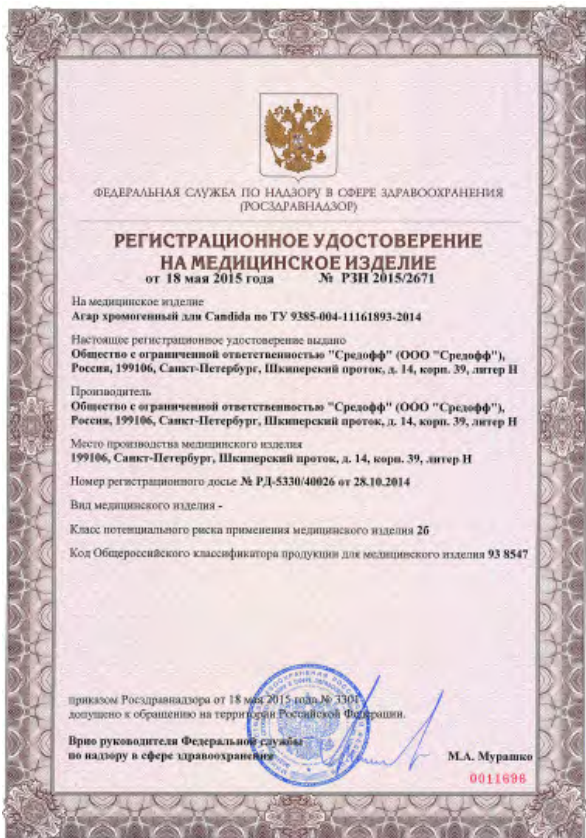 ФЕДЕРАЛЬНАЯ СЛУЖБА ПО НАДЗОРУ В СФЕРЕ ЗДРАВООХРАНЕНИЯ
(РОСЗДРАВНАДЗОР)
РЕГИСТРАЦИОННОЕ УДОСТОВЕРЕНИЕ
НА МЕДИЦИНСКОЕ ИЗДЕЛИЕ
от 18 мая 2015 года № РЗН 2015/2671
На медицинское изделие
Агар хромогенный для Candida по ТУ 9385-004-11161893-2014
Настоящее регистрационное удостоверение выдано
Общество с ограниченной ответственностью "Средофф" (ООО "Средофф"),
Россия, 199106, Санкт-Петербург, Шкиперский проток, д. 14, корп. 39, литер Н
Производитель
Общество с ограниченной ответственностью "Средофф" (ООО "Средофф"),
Россия, 199106, Санкт-Петербург, Шкиперский проток, д. 14, корп. 39, литер Н
Место производства медицинского изделия
199106, Санкт-Петербург, Шкиперский проток, д. 14, корп. 39, литер Н
Номер регистрационного досье № РД-5330/40026 от 28.10.2014
Вид медицинского изделия -
Класс потенциального риска применения медицинского изделия 2б
Код Общероссийского классификатора продукции для медицинского изделия 93 8547
приказом Росздравнадзора от 18 мая 2015 года № 3301
допущено к обращению на территории Российской Федерации.
Врио руководителя Федеральной службы
по надзору в сфере здравоохранения М.А. Мурашко
0011696